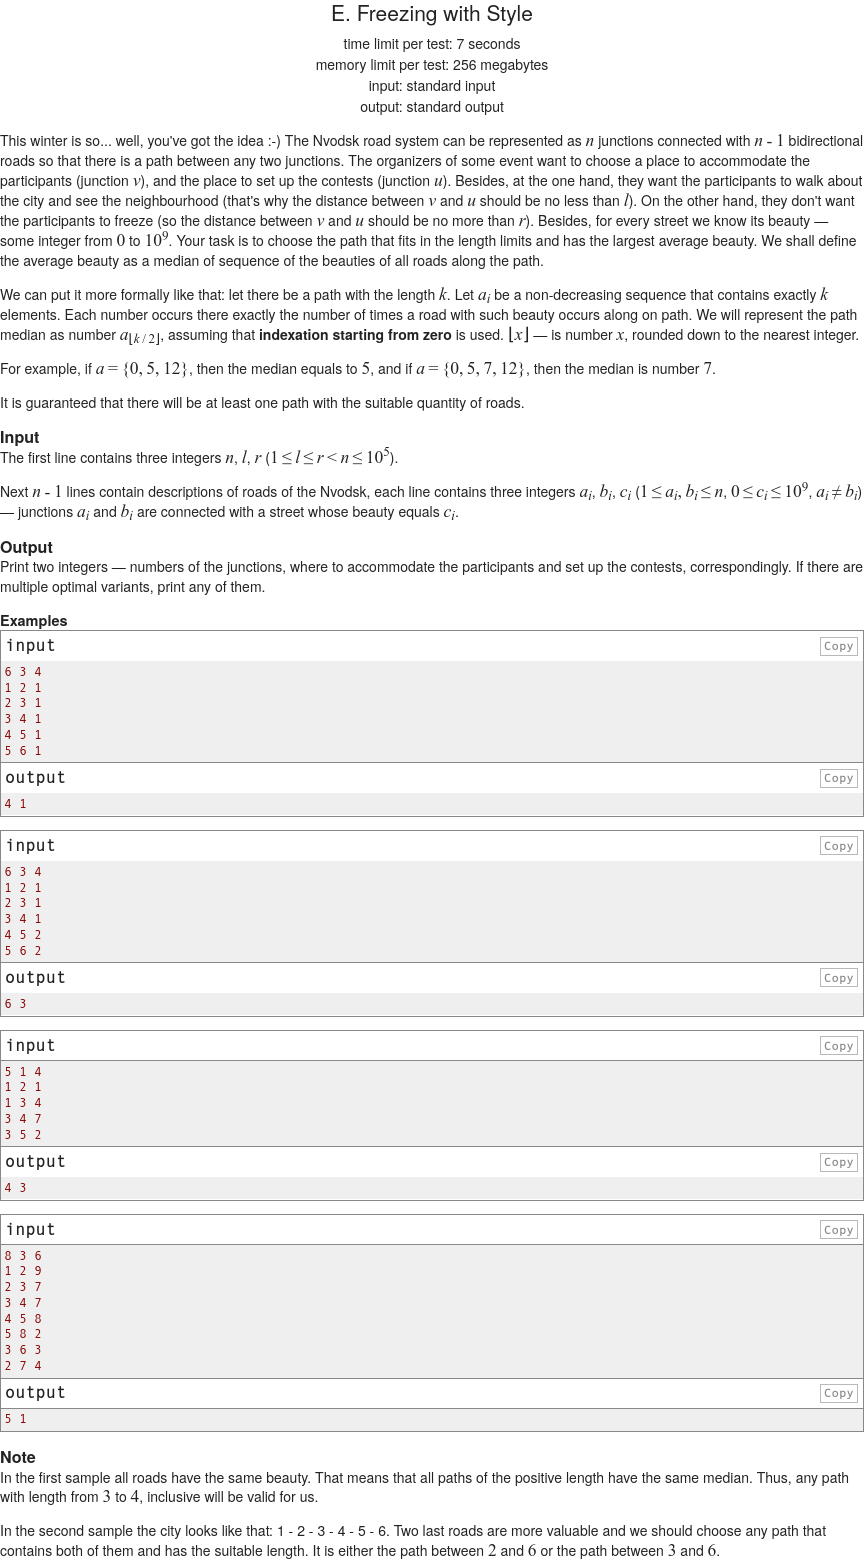 E. Freezing with Style
time limit per test: 7 seconds
memory limit per test: 256 megabytes
input: standard input
output: standard output
This winter is so... well, you've got the idea :-) The Nvodsk road system can be represented as n junctions connected with n - 1 bidirectional
roads so that there is a path between any two junctions. The organizers of some event want to choose a place to accommodate the
participants (junction v), and the place to set up the contests (junction u). Besides, at the one hand, they want the participants to walk about
the city and see the neighbourhood (that's why the distance between v and u should be no less than l). On the other hand, they don't want
the participants to freeze (so the distance between v and u should be no more than r). Besides, for every street we know its beauty —
some integer from 0 to 10^9. Your task is to choose the path that fits in the length limits and has the largest average beauty. We shall define
the average beauty as a median of sequence of the beauties of all roads along the path.
We can put it more formally like that: let there be a path with the length k. Let a_i be a non-decreasing sequence that contains exactly k
elements. Each number occurs there exactly the number of times a road with such beauty occurs along on path. We will represent the path
median as number a_⌊k / 2⌋, assuming that indexation starting from zero is used. ⌊x⌋ — is number x, rounded down to the nearest integer.
For example, if a = {0, 5, 12}, then the median equals to 5, and if a = {0, 5, 7, 12}, then the median is number 7.
It is guaranteed that there will be at least one path with the suitable quantity of roads.
Input
The first line contains three integers n, l, r (1 ≤ l ≤ r < n ≤ 10^5).
Next n - 1 lines contain descriptions of roads of the Nvodsk, each line contains three integers a_i, b_i, c_i (1 ≤ a_i, b_i ≤ n, 0 ≤ c_i ≤ 10^9, a_i ≠ b_i)
— junctions a_i and b_i are connected with a street whose beauty equals c_i.
Output
Print two integers — numbers of the junctions, where to accommodate the participants and set up the contests, correspondingly. If there are
multiple optimal variants, print any of them.
Examples
input
Copy
6 3 4
1 2 1
2 3 1
3 4 1
4 5 1
5 6 1
output
Copy
4 1
input
Copy
6 3 4
1 2 1
2 3 1
3 4 1
4 5 2
5 6 2
output
Copy
6 3
input
Copy
5 1 4
1 2 1
1 3 4
3 4 7
3 5 2
output
Copy
4 3
input
Copy
8 3 6
1 2 9
2 3 7
3 4 7
4 5 8
5 8 2
3 6 3
2 7 4
output
Copy
5 1
Note
In the first sample all roads have the same beauty. That means that all paths of the positive length have the same median. Thus, any path
with length from 3 to 4, inclusive will be valid for us.
In the second sample the city looks like that: 1 - 2 - 3 - 4 - 5 - 6. Two last roads are more valuable and we should choose any path that
contains both of them and has the suitable length. It is either the path between 2 and 6 or the path between 3 and 6.